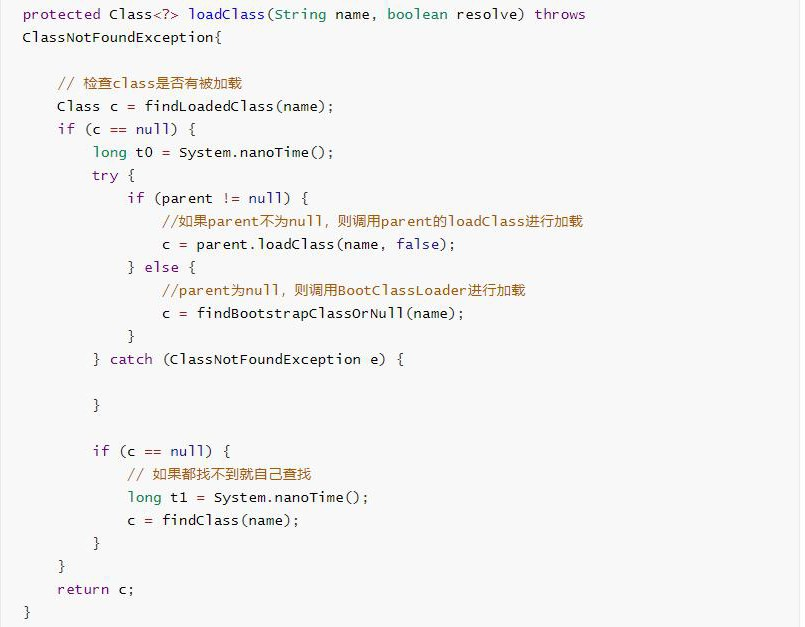 protected Class<?> loadClass(String name, boolean resolve) throws
ClassNotFoundException{
// 检查class是否有被加载
Class c = findLoadedClass(name);
if (c == null) {
long t0 = System.nanoTime();
try {
if (parent != null) {
//如果parent不为null，则调用parent的loadClass进行加载
c = parent.loadClass(name, false);
} else {
//parent为null，则调用BootClassLoader进行加载
c = findBootstrapClassOrNull(name);
}
} catch (ClassNotFoundException e) {
}
if (c == null) {
// 如果都找不到就自己查找
long t1 = System.nanoTime();
c = findClass(name);
}
}
return c;
}